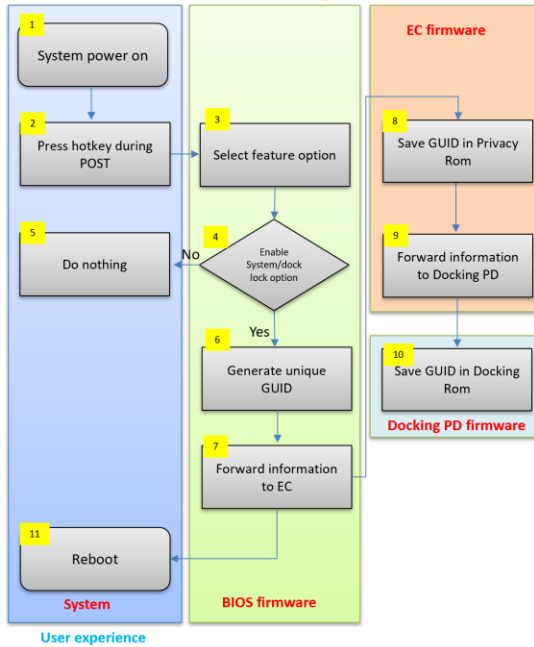 1
System power on
2
Press hotkey during
POST
3
Select feature option
4
Enable
System/dock
lock option
No
5
Do nothing
Yes
6
Generate unique
GUID
7
Forward information
to EC
EC firmware
8
Save GUID in Privacy
Rom
9
Forward information
to Docking PD
10
Save GUID in Docking
Rom
Docking PD firmware
11
Reboot
System
BIOS firmware
User experience